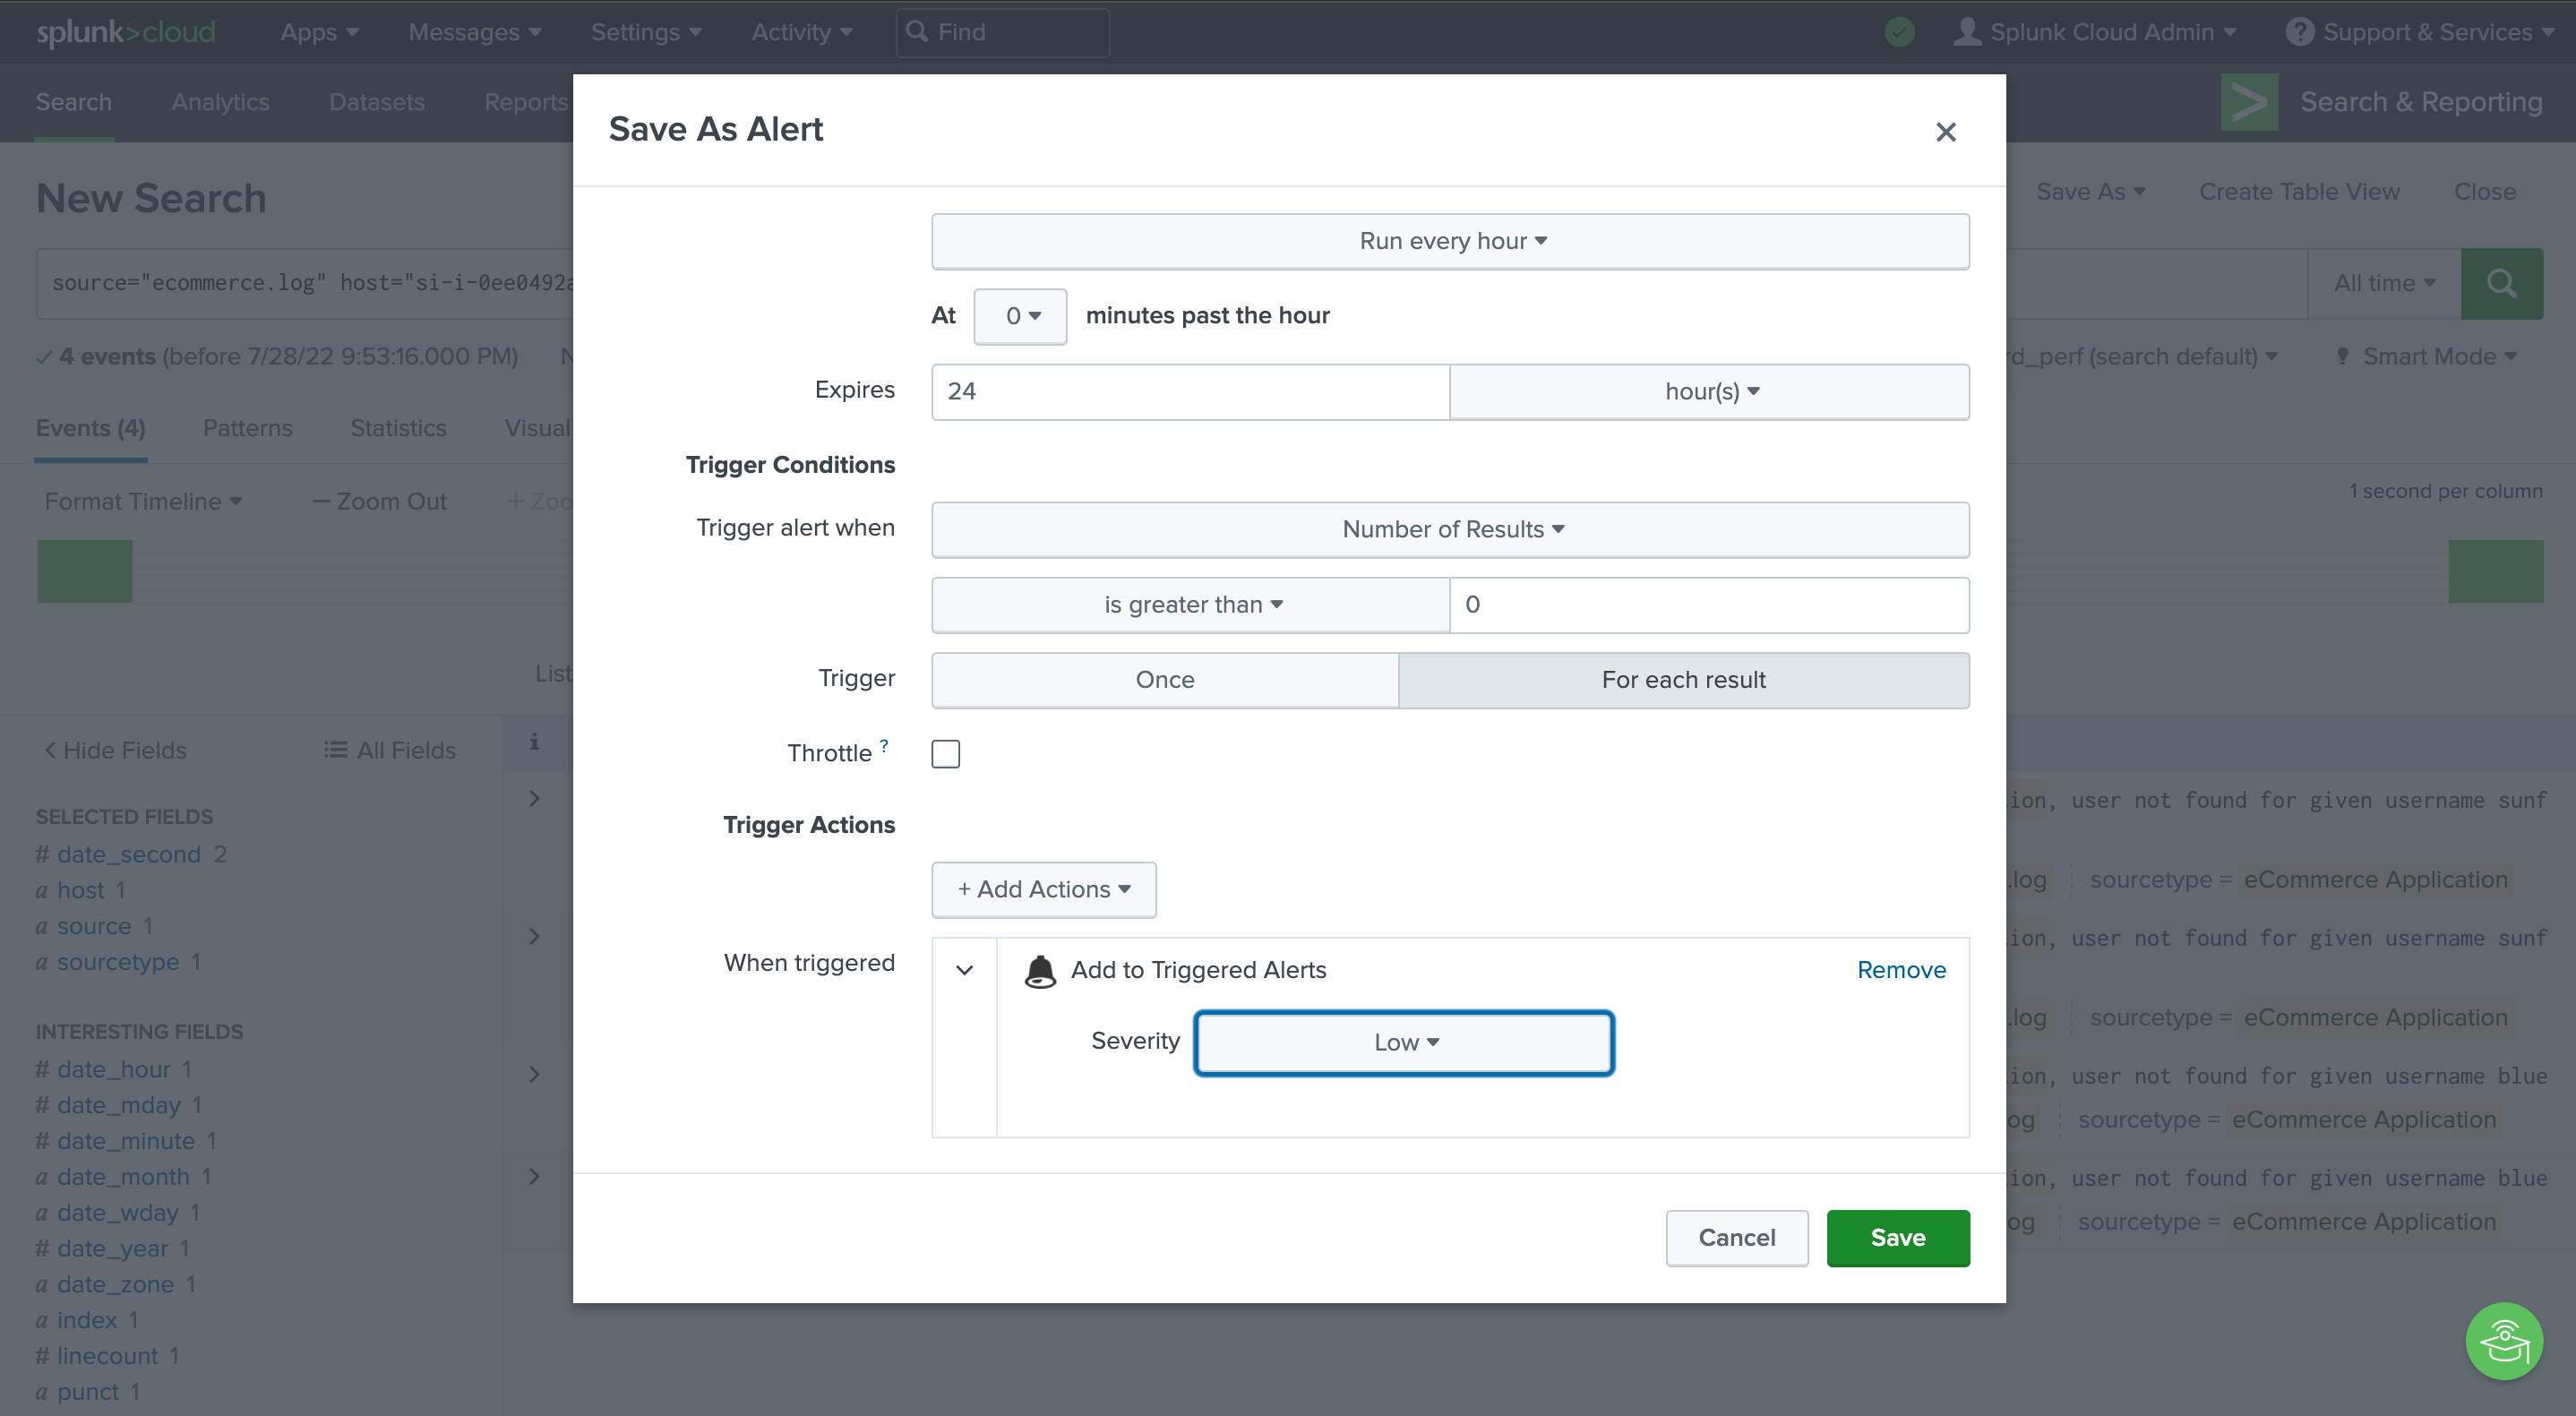 splunk>cloud Apps Messages Settings Activity Find Splunk Cloud Admin ? Support & Services
Search Analytics Datasets Reports > Search & Reporting
Save As Alert
New Search
Save As Create Table View Close
Run every hour
source="ecommerce.log" host="si-i-0ee0492a
All time
At 0 minutes past the hour
4 events (before 7/28/22 9:53:16.000 PM) N
rd_perf (search default) Smart Mode
Expires 24 hour(s)
Events (4) Patterns Statistics Visual
Trigger Conditions
Format Timeline — Zoom Out + Zoo
1 second per column
Trigger alert when Number of Results
is greater than 0
List
Trigger Once For each result
Hide Fields All Fields i
Throttle ?
ion, user not found for given username sunf
SELECTED FIELDS
Trigger Actions
# date_second 2
a host 1
+ Add Actions
.log sourcetype = eCommerce Application
a source 1
ion, user not found for given username sunf
a sourcetype 1
When triggered Add to Triggered Alerts Remove
.log sourcetype = eCommerce Application
INTERESTING FIELDS
Severity Low
# date_hour 1
ion, user not found for given username blue
# date_mday 1
og sourcetype = eCommerce Application
# date_minute 1
a date_month 1
ion, user not found for given username blue
a date_wday 1
og sourcetype = eCommerce Application
Cancel Save
# date_year 1
a date_zone 1
a index 1
# linecount 1
a punct 1